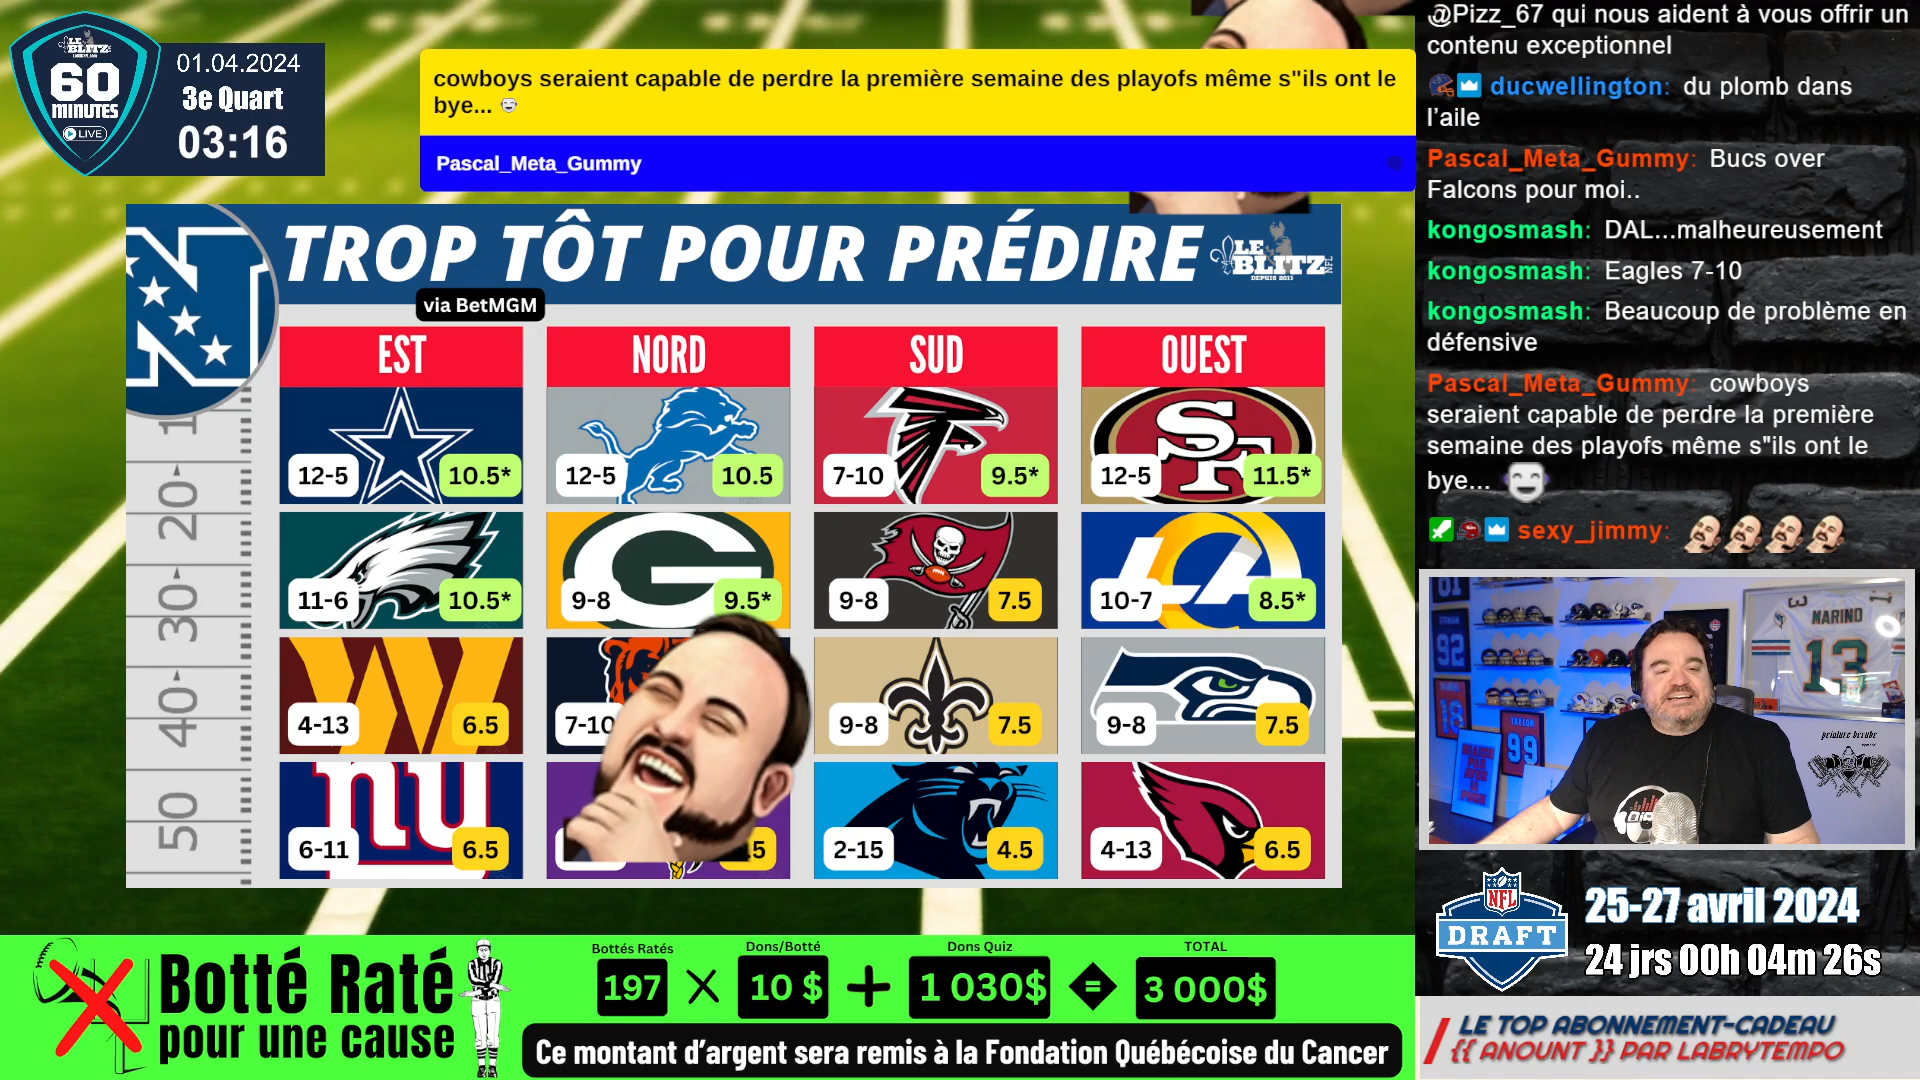 LE
BLITZ
60
MINUTES
LIVE
01.04.2024
3e Quart
03:16
cowboys seraient capable de perdre la première semaine des playofs même s"ils ont le
bye...
Pascal_Meta_Gummy
TROP TÔT POUR PRÉDIRE
LE
BLITZ NFL
DEPUIS 2011
via BetMGM
EST NORD SUD OUEST
12-5 10.5* 12-5 10.5 7-10 9.5* 12-5 11.5*
11-6 10.5* 9-8 9.5* 9-8 7.5 10-7 8.5*
4-13 6.5 7-10 9-8 7.5 9-8 7.5
6-11 6.5 2-15 4.5 4-13 6.5
20
30
40
50
@Pizz_67 qui nous aident à vous offrir un
contenu exceptionnel
ducwellington: du plomb dans
l’aile
Pascal_Meta_Gummy: Bucs over
Falcons pour moi..
kongosmash: DAL...malheureusement
kongosmash: Eagles 7-10
kongosmash: Beaucoup de problème en
défensive
Pascal_Meta_Gummy: cowboys
seraient capable de perdre la première
semaine des playofs même s"ils ont le
bye...
sexy_jimmy:
92
18
TAYLOR
99
MARINO
13
peinture berube
NFL
DRAFT
25-27 avril 2024
24 jrs 00h 04m 26s
LE TOP ABONNEMENT-CADEAU
{{ ANOUNT }} PAR LABRYTEMPO
Botté Raté
pour une cause
Bottés Ratés Dons/Botté Dons Quiz TOTAL
197 X 10 $ + 1 030$ = 3 000$
Ce montant d’argent sera remis à la Fondation Québécoise du Cancer